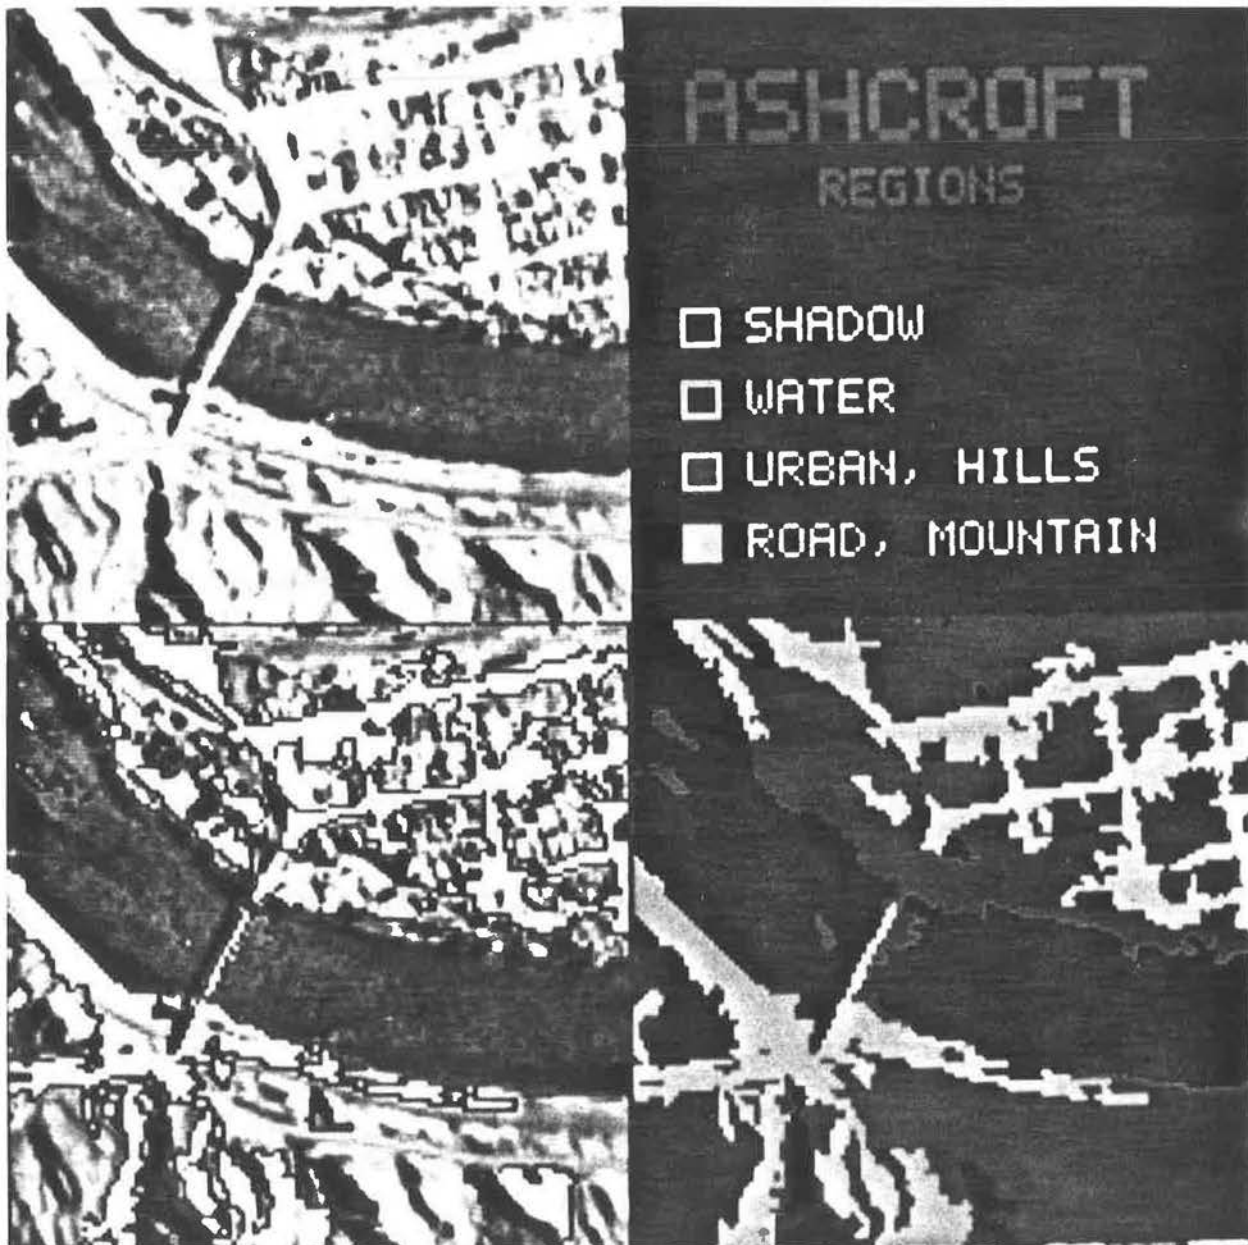 ASHCROFT
REGIONS
SHADOW
WATER
URBAN, HILLS
ROAD, MOUNTAIN